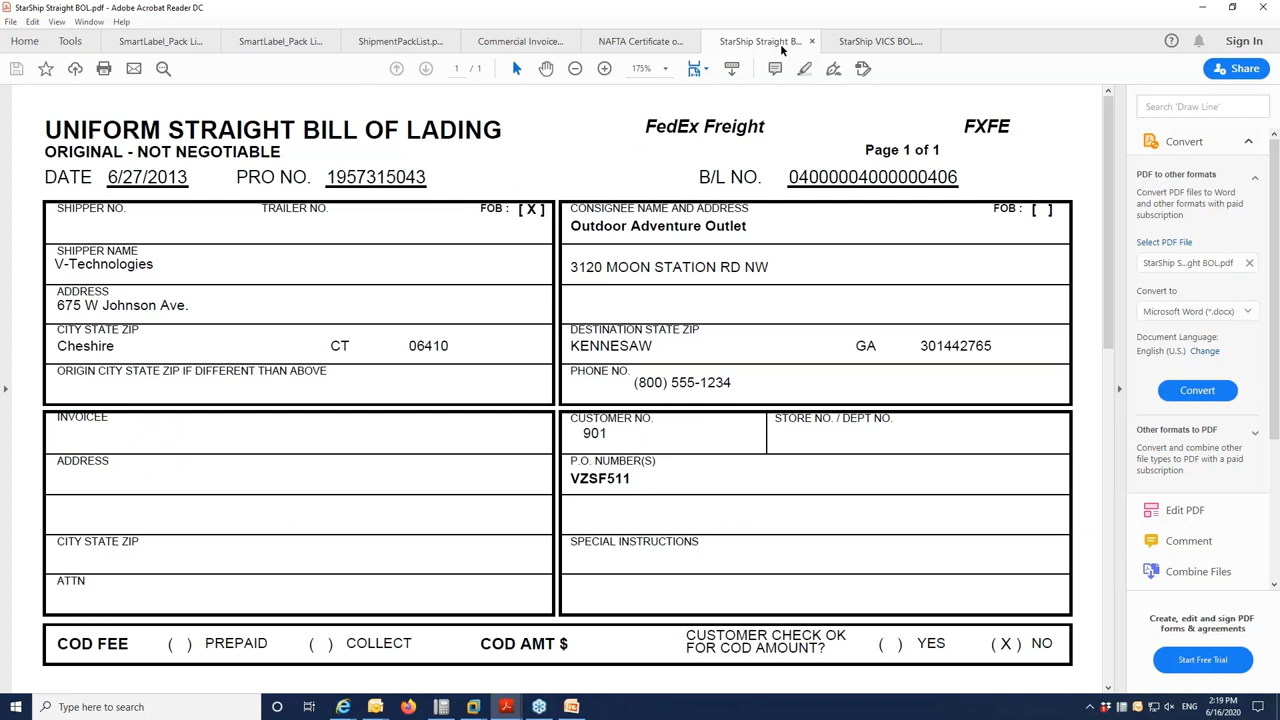 StarShip Straight BOL.pdf - Adobe Acrobat Reader DC
File Edit View Window Help
Home Tools SmartLabel_Pack Li... SmartLabel_Pack Li... ShipmentPackList.p... Commercial Invoice... NAFTA Certificate o... StarShip Straight B... StarShip VICS BOL... Sign In
1 / 1 175% Share
UNIFORM STRAIGHT BILL OF LADING FedEx Freight FXFE
ORIGINAL - NOT NEGOTIABLE Page 1 of 1
DATE 6/27/2013 PRO NO. 1957315043 B/L NO. 04000004000000406
SHIPPER NO. TRAILER NO. FOB : [ X ] CONSIGNEE NAME AND ADDRESS FOB : [ ]
Outdoor Adventure Outlet
SHIPPER NAME
V-Technologies 3120 MOON STATION RD NW
ADDRESS
675 W Johnson Ave.
CITY STATE ZIP DESTINATION STATE ZIP
Cheshire CT 06410 KENNESAW GA 301442765
ORIGIN CITY STATE ZIP IF DIFFERENT THAN ABOVE PHONE NO.
(800) 555-1234
INVOICEE CUSTOMER NO. STORE NO. / DEPT NO.
901
ADDRESS P.O. NUMBER(S)
VZSF511
CITY STATE ZIP SPECIAL INSTRUCTIONS
ATTN
COD FEE ( ) PREPAID ( ) COLLECT COD AMT $ CUSTOMER CHECK OK
FOR COD AMOUNT? ( ) YES ( X ) NO
Search 'Draw Line'
Convert
PDF to other formats
Convert PDF files to Word
and other formats with paid
subscription
Select PDF File
StarShip S...ght BOL.pdf
Convert to
Microsoft Word (*.docx)
Document Language:
English (U.S.) Change
Convert
Other formats to PDF
Convert and combine other
file types to PDF with a paid
subscription
Edit PDF
Comment
Combine Files
Create, edit and sign PDF
forms & agreements
Start Free Trial
Type here to search
ENG 2:19 PM
6/16/2020